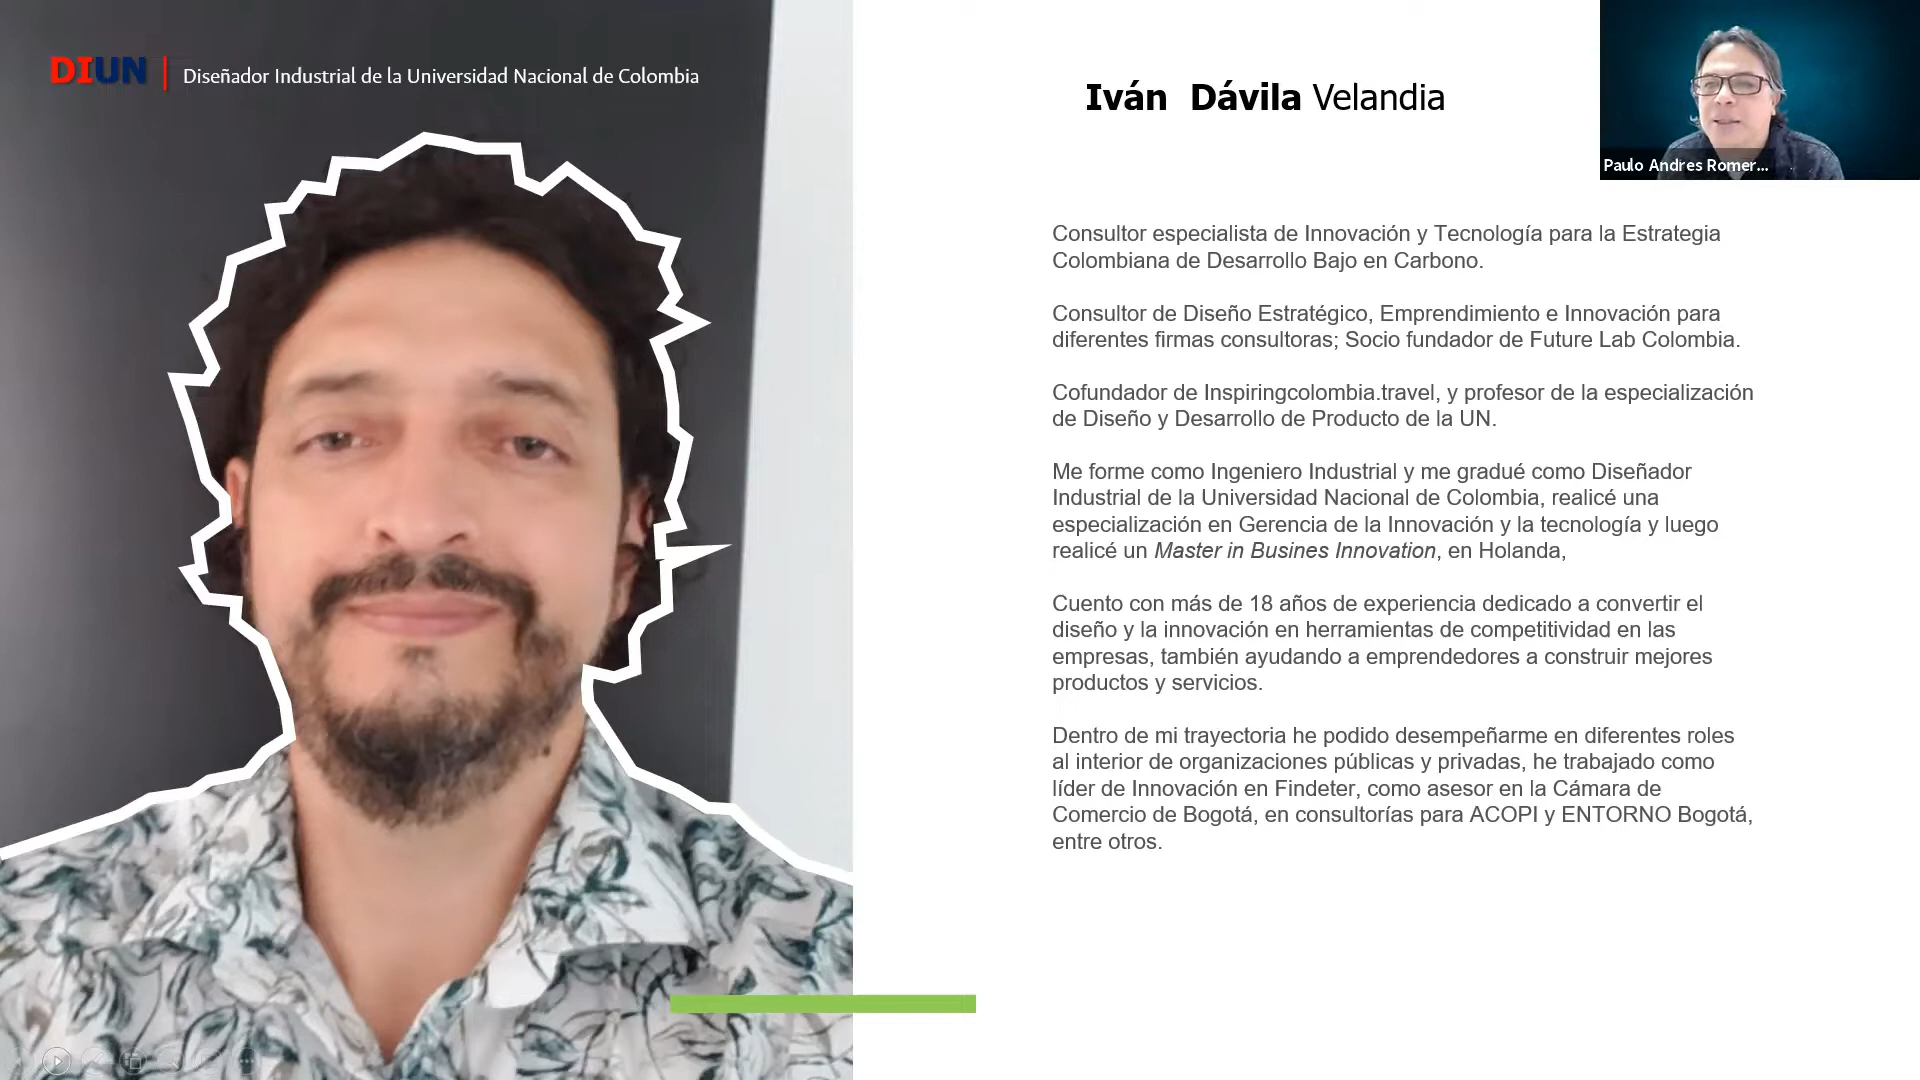 DIUN | Diseñador Industrial de la Universidad Nacional de Colombia
Iván Dávila Velandia
Paulo Andres Romer...
Consultor especialista de Innovación y Tecnología para la Estrategia
Colombiana de Desarrollo Bajo en Carbono.
Consultor de Diseño Estratégico, Emprendimiento e Innovación para
diferentes firmas consultoras; Socio fundador de Future Lab Colombia.
Cofundador de Inspiringcolombia.travel, y profesor de la especialización
de Diseño y Desarrollo de Producto de la UN.
Me forme como Ingeniero Industrial y me gradué como Diseñador
Industrial de la Universidad Nacional de Colombia, realicé una
especialización en Gerencia de la Innovación y la tecnología y luego
realicé un Master in Busines Innovation, en Holanda,
Cuento con más de 18 años de experiencia dedicado a convertir el
diseño y la innovación en herramientas de competitividad en las
empresas, también ayudando a emprendedores a construir mejores
productos y servicios.
Dentro de mi trayectoria he podido desempeñarme en diferentes roles
al interior de organizaciones públicas y privadas, he trabajado como
líder de Innovación en Findeter, como asesor en la Cámara de
Comercio de Bogotá, en consultorías para ACOPI y ENTORNO Bogotá,
entre otros.